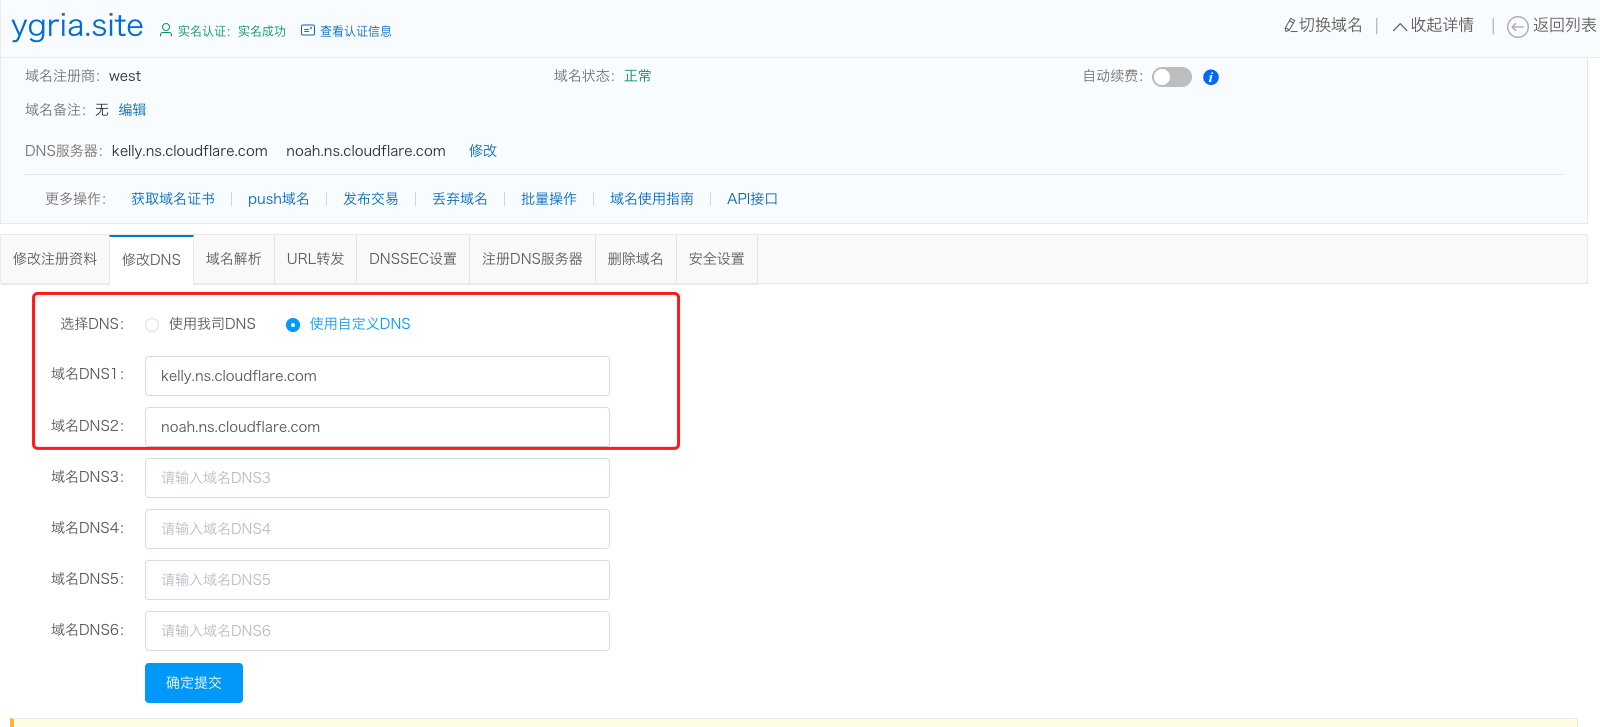 ygria.site 实名认证：实名成功 查看认证信息 切换域名 | 收起详情 | 返回列表
域名注册商：west 域名状态：正常 自动续费：
域名备注：无 编辑
DNS服务器：kelly.ns.cloudflare.com noah.ns.cloudflare.com 修改
更多操作： 获取域名证书 push域名 发布交易 丢弃域名 批量操作 域名使用指南 API接口
修改注册资料 修改DNS 域名解析 URL转发 DNSSEC设置 注册DNS服务器 删除域名 安全设置
选择DNS： 使用我司DNS 使用自定义DNS
域名DNS1： kelly.ns.cloudflare.com
域名DNS2： noah.ns.cloudflare.com
域名DNS3： 请输入域名DNS3
域名DNS4： 请输入域名DNS4
域名DNS5： 请输入域名DNS5
域名DNS6： 请输入域名DNS6
确定提交